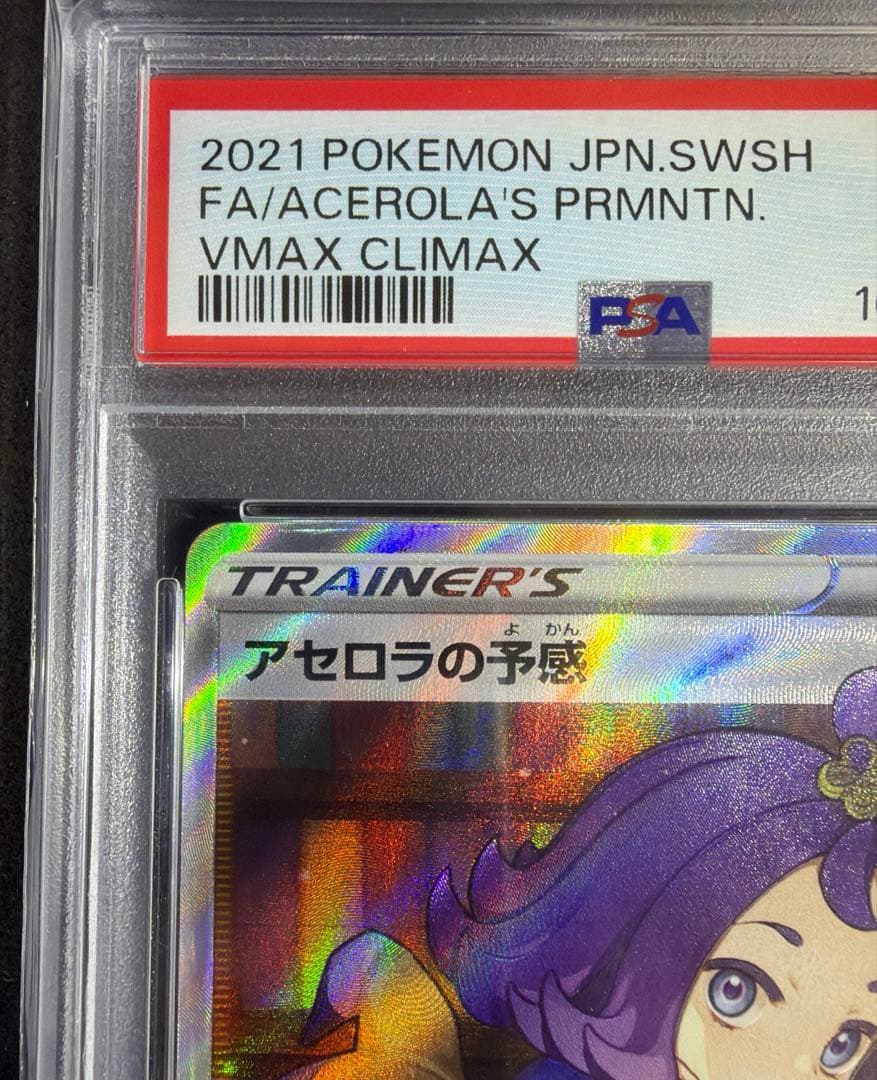 2021 POKEMON JPN.SWSH
FA/ACEROLA'S PRMNTN.
VMAX CLIMAX
PSA
TRAINER'S
よ かん
アセロラの予感